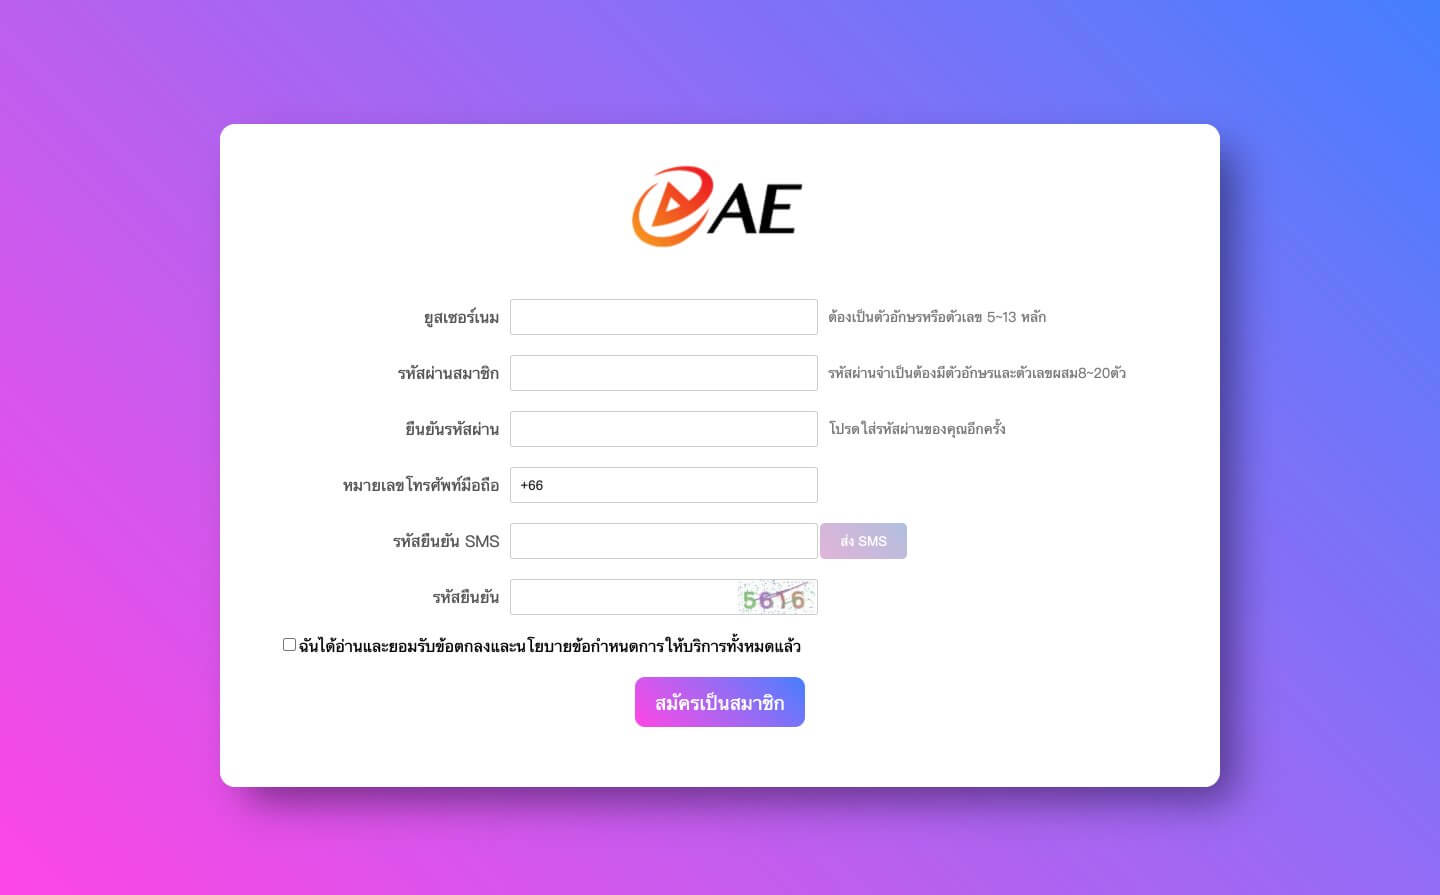 AE
ยูสเซอร์เนม
ต้องเป็นตัวอักษรหรือตัวเลข 5~13 หลัก
รหัสผ่านสมาชิก
รหัสผ่านจำเป็นต้องมีตัวอักษรและตัวเลขผสม8~20ตัว
ยืนยันรหัสผ่าน
โปรดใส่รหัสผ่านของคุณอีกครั้ง
หมายเลขโทรศัพท์มือถือ
+66
รหัสยืนยัน SMS
ส่ง SMS
รหัสยืนยัน
5616
ฉันได้อ่านและยอมรับข้อตกลงและนโยบายข้อกำหนดการให้บริการทั้งหมดแล้ว
สมัครเป็นสมาชิก